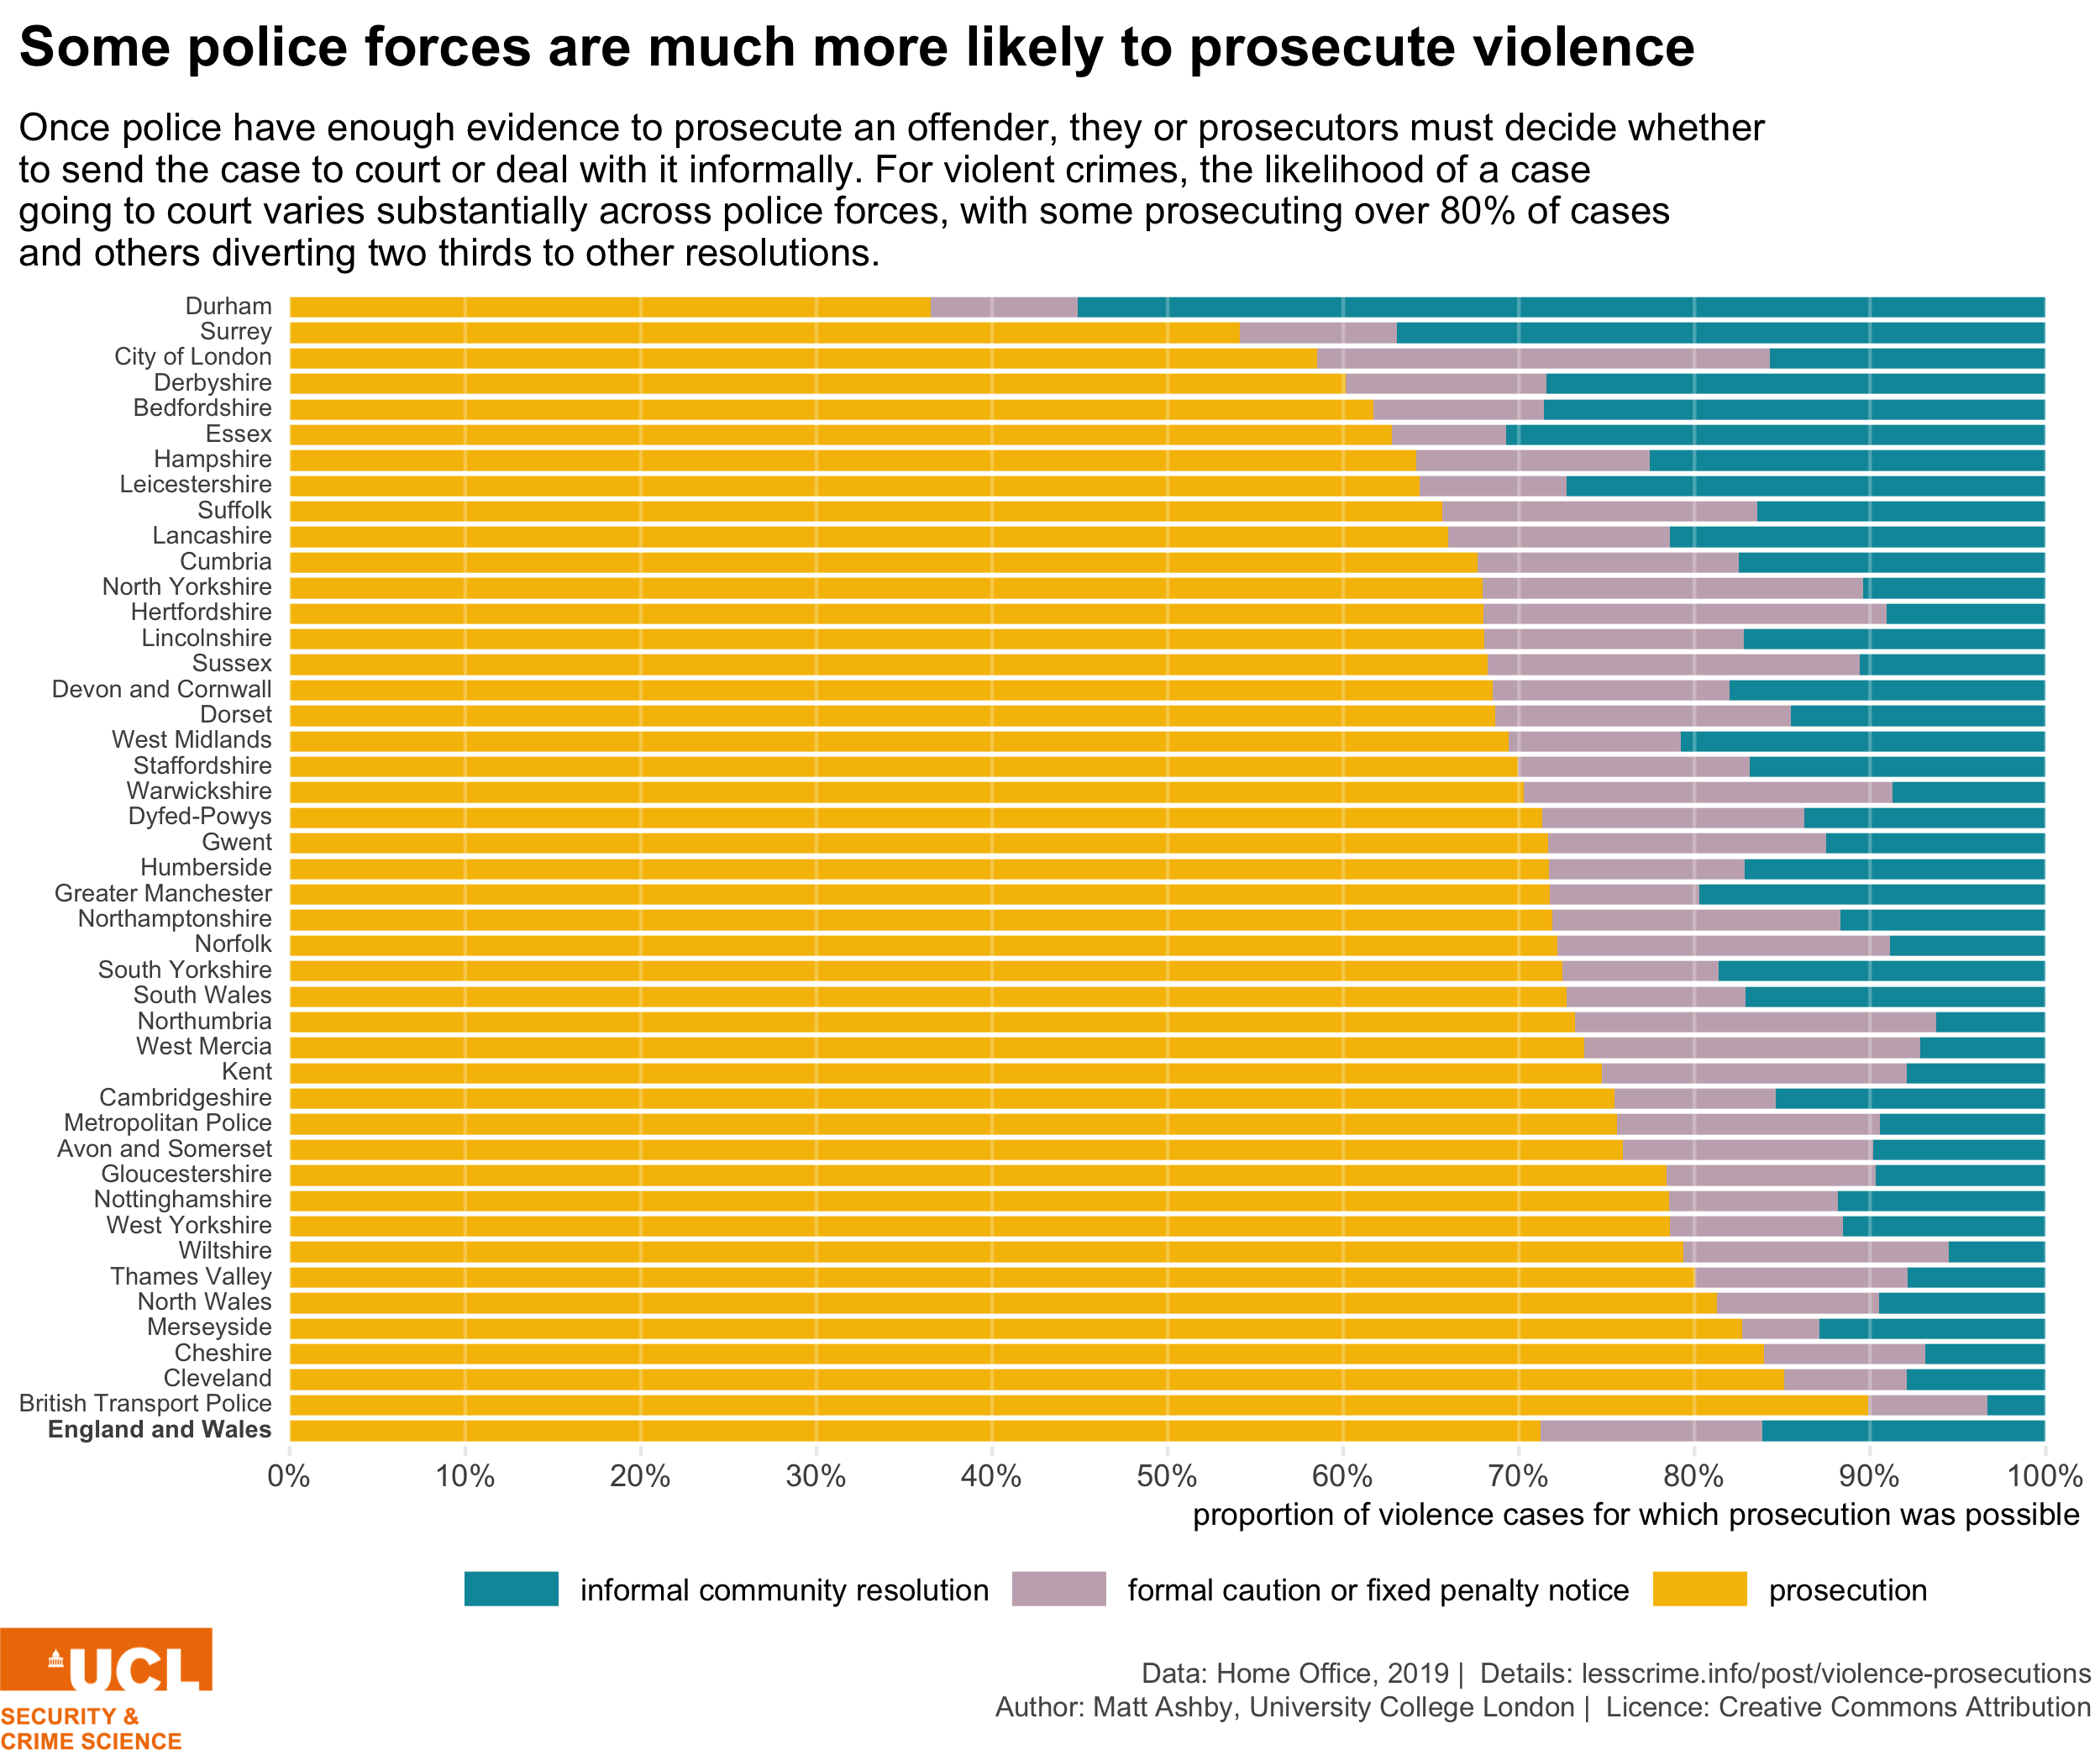 Some police forces are much more likely to prosecute violence
Once police have enough evidence to prosecute an offender, they or prosecutors must decide whether
to send the case to court or deal with it informally. For violent crimes, the likelihood of a case
going to court varies substantially across police forces, with some prosecuting over 80% of cases
and others diverting two thirds to other resolutions.
Durham
Surrey
City of London
Derbyshire
Bedfordshire
Essex
Hampshire
Leicestershire
Suffolk
Lancashire
Cumbria
North Yorkshire
Hertfordshire
Lincolnshire
Sussex
Devon and Cornwall
Dorset
West Midlands
Staffordshire
Warwickshire
Dyfed-Powys
Gwent
Humberside
Greater Manchester
Northamptonshire
Norfolk
South Yorkshire
South Wales
Northumbria
West Mercia
Kent
Cambridgeshire
Metropolitan Police
Avon and Somerset
Gloucestershire
Nottinghamshire
West Yorkshire
Wiltshire
Thames Valley
North Wales
Merseyside
Cheshire
Cleveland
British Transport Police
England and Wales
0% 10% 20% 30% 40% 50% 60% 70% 80% 90% 100%
proportion of violence cases for which prosecution was possible
informal community resolution formal caution or fixed penalty notice prosecution
UCL
SECURITY &
CRIME SCIENCE
Data: Home Office, 2019 | Details: lesscrime.info/post/violence-prosecutions
Author: Matt Ashby, University College London | Licence: Creative Commons Attribution